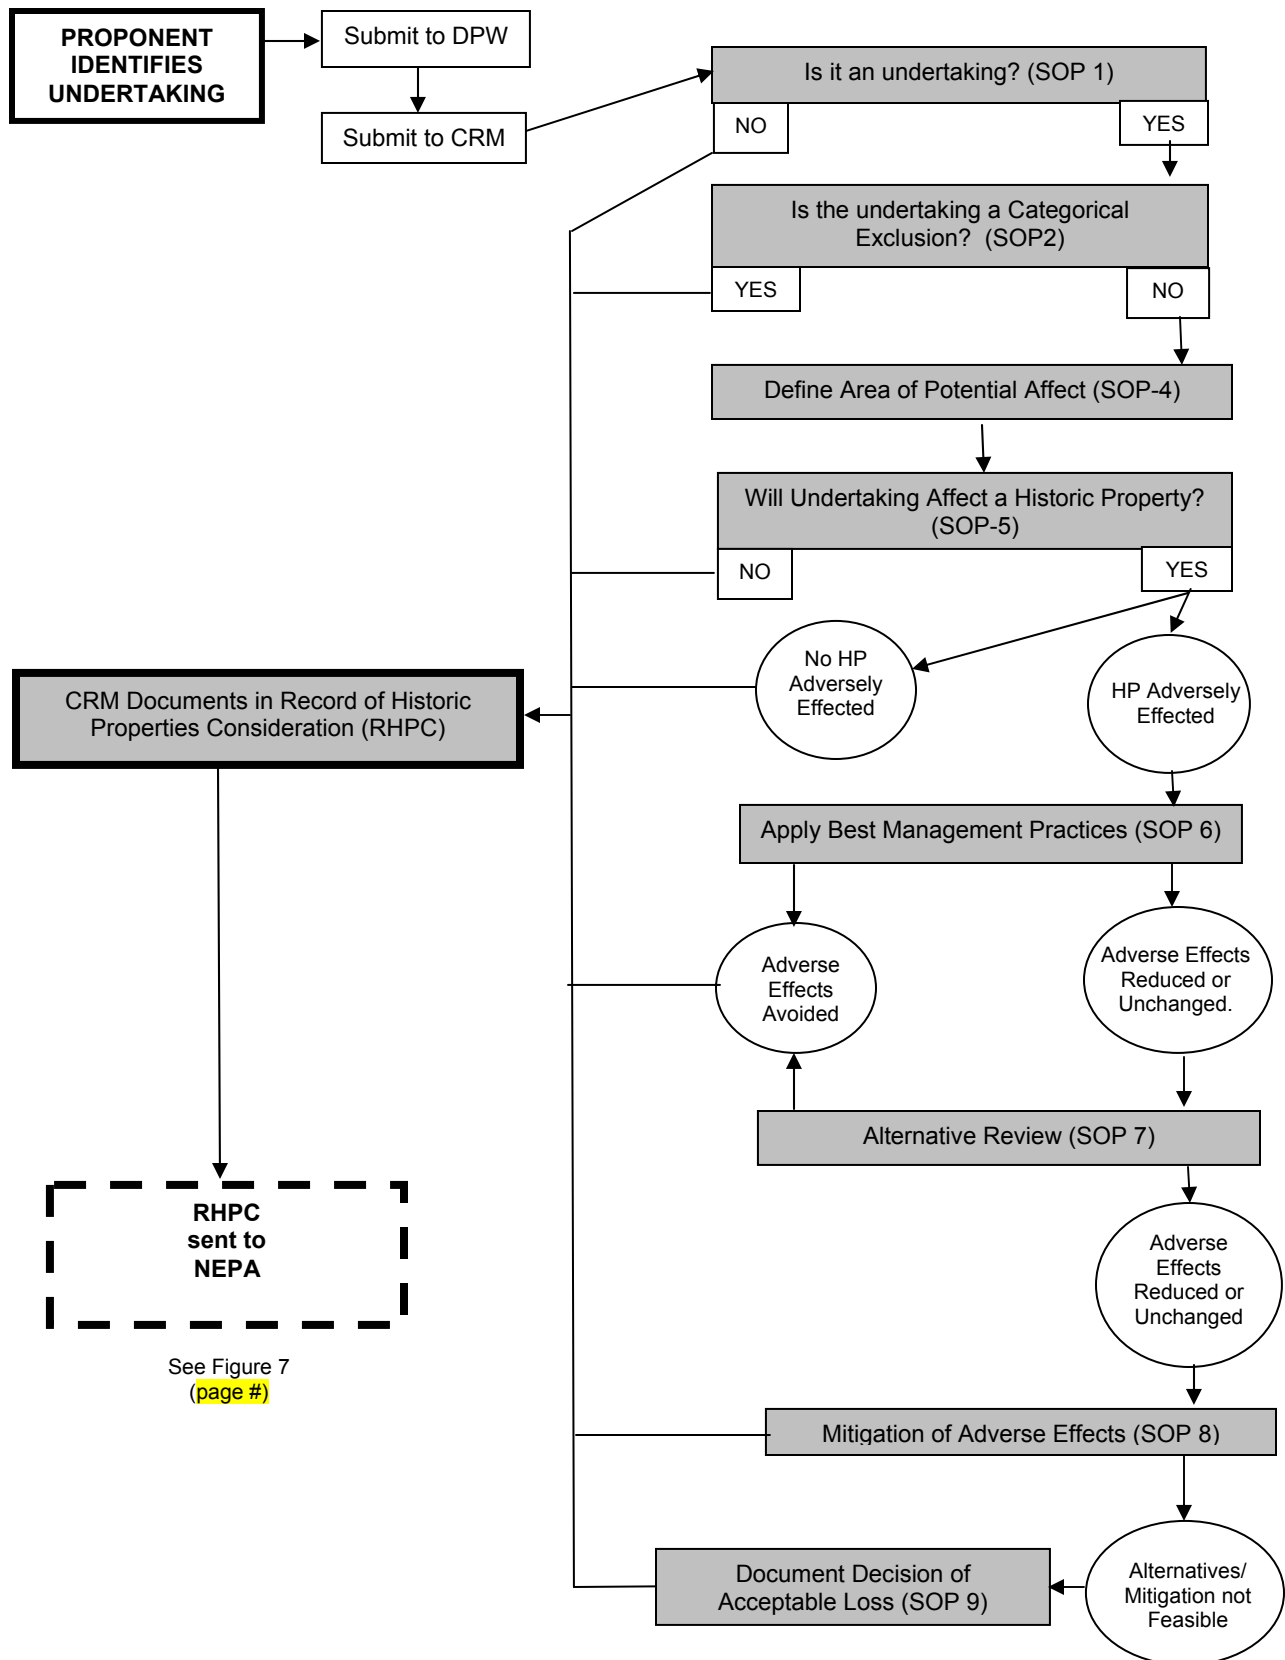 PROPONENT
IDENTIFIES
UNDERTAKING
Submit to DPW
Submit to CRM
Is it an undertaking? (SOP 1)
NO
YES
Is the undertaking a Categorical
Exclusion? (SOP2)
YES
NO
Define Area of Potential Affect (SOP-4)
Will Undertaking Affect a Historic Property?
(SOP-5)
NO
YES
No HP
Adversely
Effected
HP Adversely
Effected
CRM Documents in Record of Historic
Properties Consideration (RHPC)
Apply Best Management Practices (SOP 6)
Adverse
Effects
Avoided
Adverse Effects
Reduced or
Unchanged.
Alternative Review (SOP 7)
RHPC
sent to
NEPA
Adverse
Effects
Reduced or
Unchanged
See Figure 7
(page #)
Mitigation of Adverse Effects (SOP 8)
Document Decision of
Acceptable Loss (SOP 9)
Alternatives/
Mitigation not
Feasible